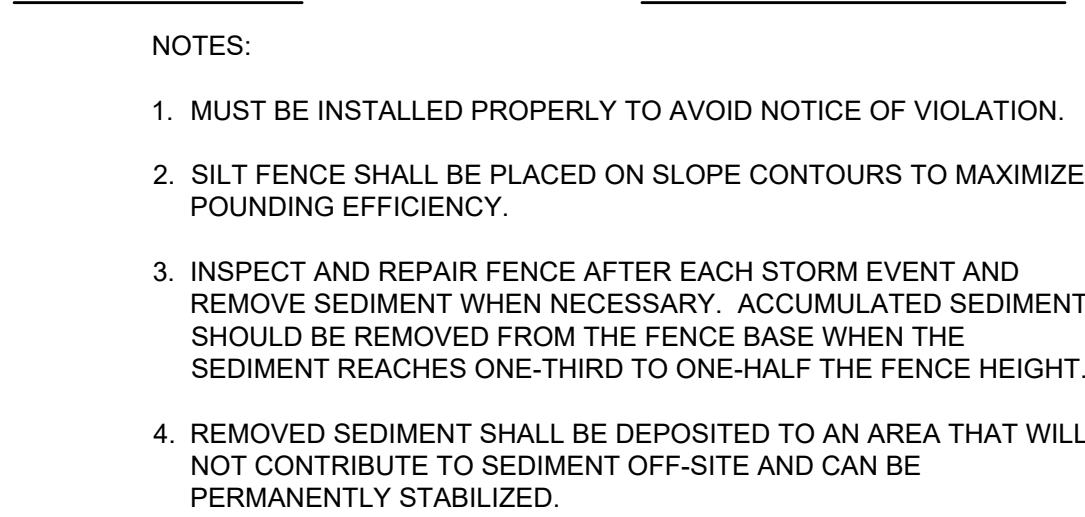 NOTES:
1. MUST BE INSTALLED PROPERLY TO AVOID NOTICE OF VIOLATION.
2. SILT FENCE SHALL BE PLACED ON SLOPE CONTOURS TO MAXIMIZE
POUNDING EFFICIENCY.
3. INSPECT AND REPAIR FENCE AFTER EACH STORM EVENT AND
REMOVE SEDIMENT WHEN NECESSARY. ACCUMULATED SEDIMENT
SHOULD BE REMOVED FROM THE FENCE BASE WHEN THE
SEDIMENT REACHES ONE-THIRD TO ONE-HALF THE FENCE HEIGHT.
4. REMOVED SEDIMENT SHALL BE DEPOSITED TO AN AREA THAT WILL
NOT CONTRIBUTE TO SEDIMENT OFF-SITE AND CAN BE
PERMANENTLY STABILIZED.